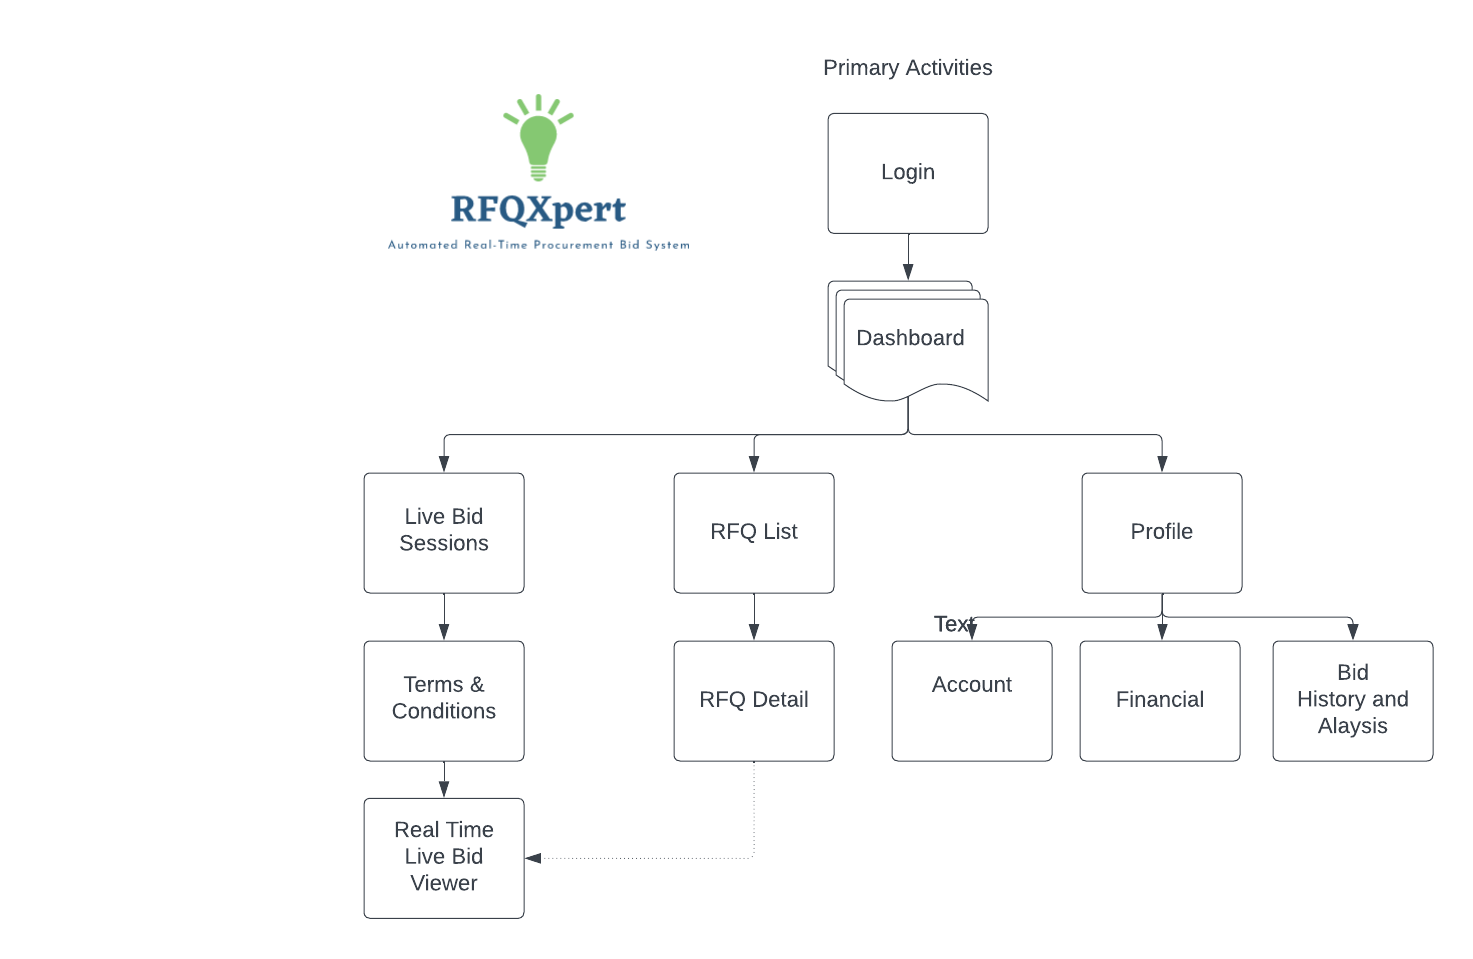 Primary Activities
RFQXpert
Automated Real-Time Procurement Bid System
Login
Dashboard
Live Bid
Sessions
RFQ List
Profile
Text
Terms &
Conditions
RFQ Detail
Account
Financial
Bid
History and
Alaysis
Real Time
Live Bid
Viewer